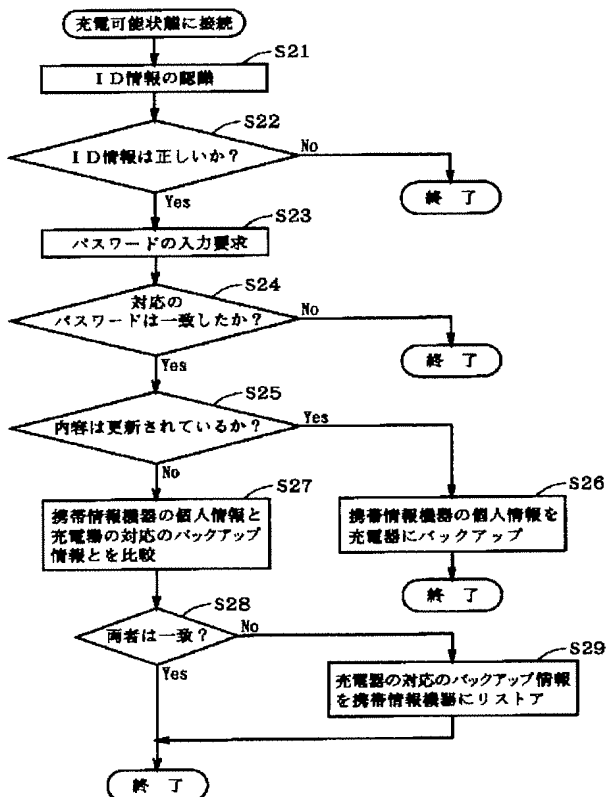 充電可能状態に接続
S21
ID情報の認識
S22
ID情報は正しいか?
No
終 了
Yes
S23
パスワードの入力要求
S24
対応の
パスワードは一致したか?
No
終 了
Yes
S25
内容は更新されているか?
Yes
No
S27
携帯情報機器の個人情報と
充電器の対応のバックアップ
情報とを比較
S26
携帯情報機器の個人情報を
充電器にバックアップ
終 了
S28
両者は一致?
No
Yes
S29
充電器の対応のバックアップ情報
を携帯情報機器にリストア
終 了